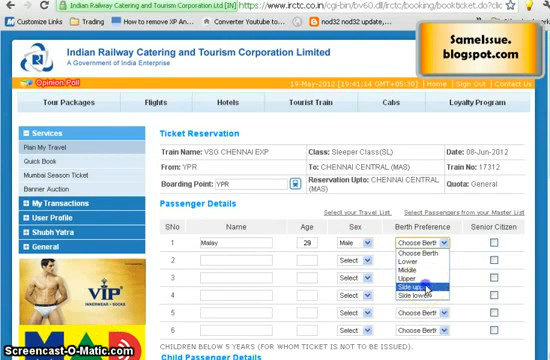 Indian Railway Catering and Tourism Corporation Ltd [IN]
https://www.irctc.co.in/cgi-bin/bv60.dll/irctc/booking/bookticket.do?clic
Customize Links
Trading
How to remove XP An...
Converter Youtube to...
nod32 nod32 update,...
SameIssue.
blogspot.com
Indian Railway Catering and Tourism Corporation Limited
A Government of India Enterprise
Opinion Poll
19-May-2012 [19:41:14 GMT+05:30]
Home
Sign Out
Contact Us
Tour Packages
Flights
Hotels
Tourist Train
Cabs
Loyalty Program
Services
Plan My Travel
Quick Book
Mumbai Season Ticket
Banner Auction
My Transactions
User Profile
Shubh Yatra
General
VIP
INNERWEAR • SOCKS
MAD
Ticket Reservation
Train Name: VSG CHENNAI EXP
Class: Sleeper Class(SL)
Date: 08-Jun-2012
From: YPR
To: CHENNAI CENTRAL (MAS)
Train No: 17312
Boarding Point: YPR
Reservation Upto: CHENNAI CENTRAL (MAS)
Quota: General
Passenger Details
Select your Travel List
Select Passengers from your Master List
SNo
Name
Age
Sex
Berth Preference
Senior Citizen
1
Malay
29
Male
Choose Berth
Choose Berth
Lower
Middle
Upper
Side upper
Side lower
2
Select
3
Select
4
Select
5
Select
Choose Berth
6
Select
Choose Berth
CHILDREN BELOW 5 YEARS (FOR WHOM TICKET IS NOT TO BE ISSUED).
Child Passenger Details
Screencast-O-Matic.com